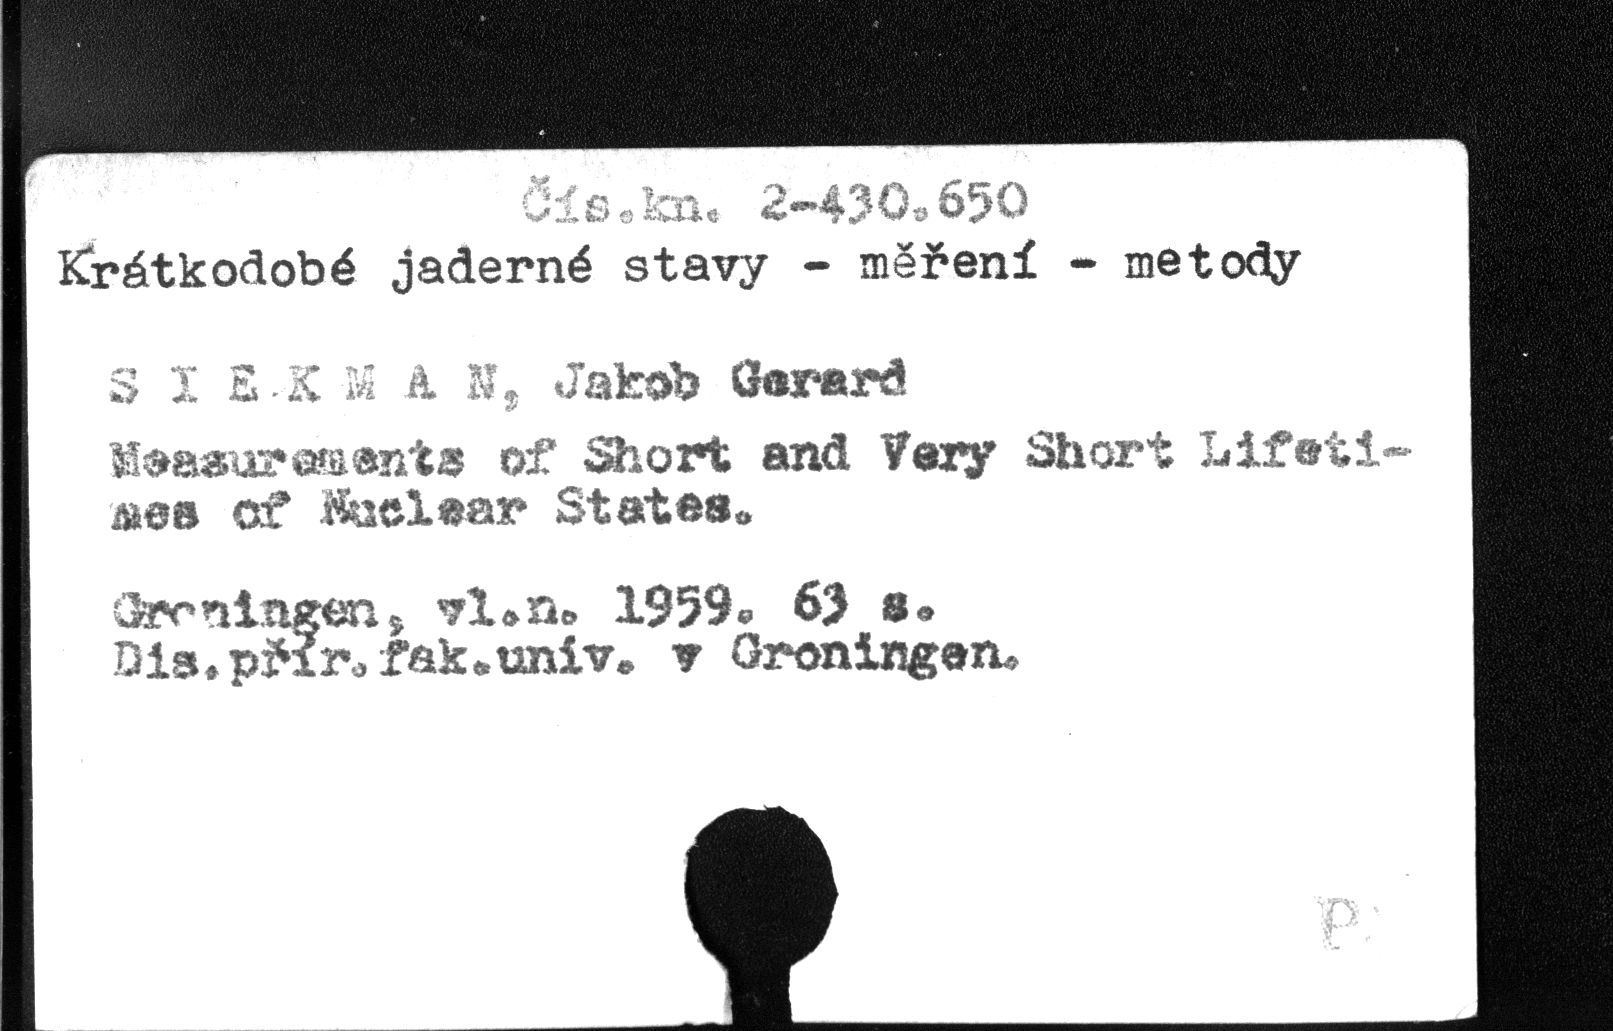 Čís.kn. 2-430.650
Krátkodobé jaderné stavy - měření - metody
S I E K M A N, Jakob Gerard
Measurements of Short and Very Short Lifeti-
mes of Nuclear States.
Groningen, vl.n. 1959. 63 s.
Dis.přír.fak.univ. v Groningen.
P